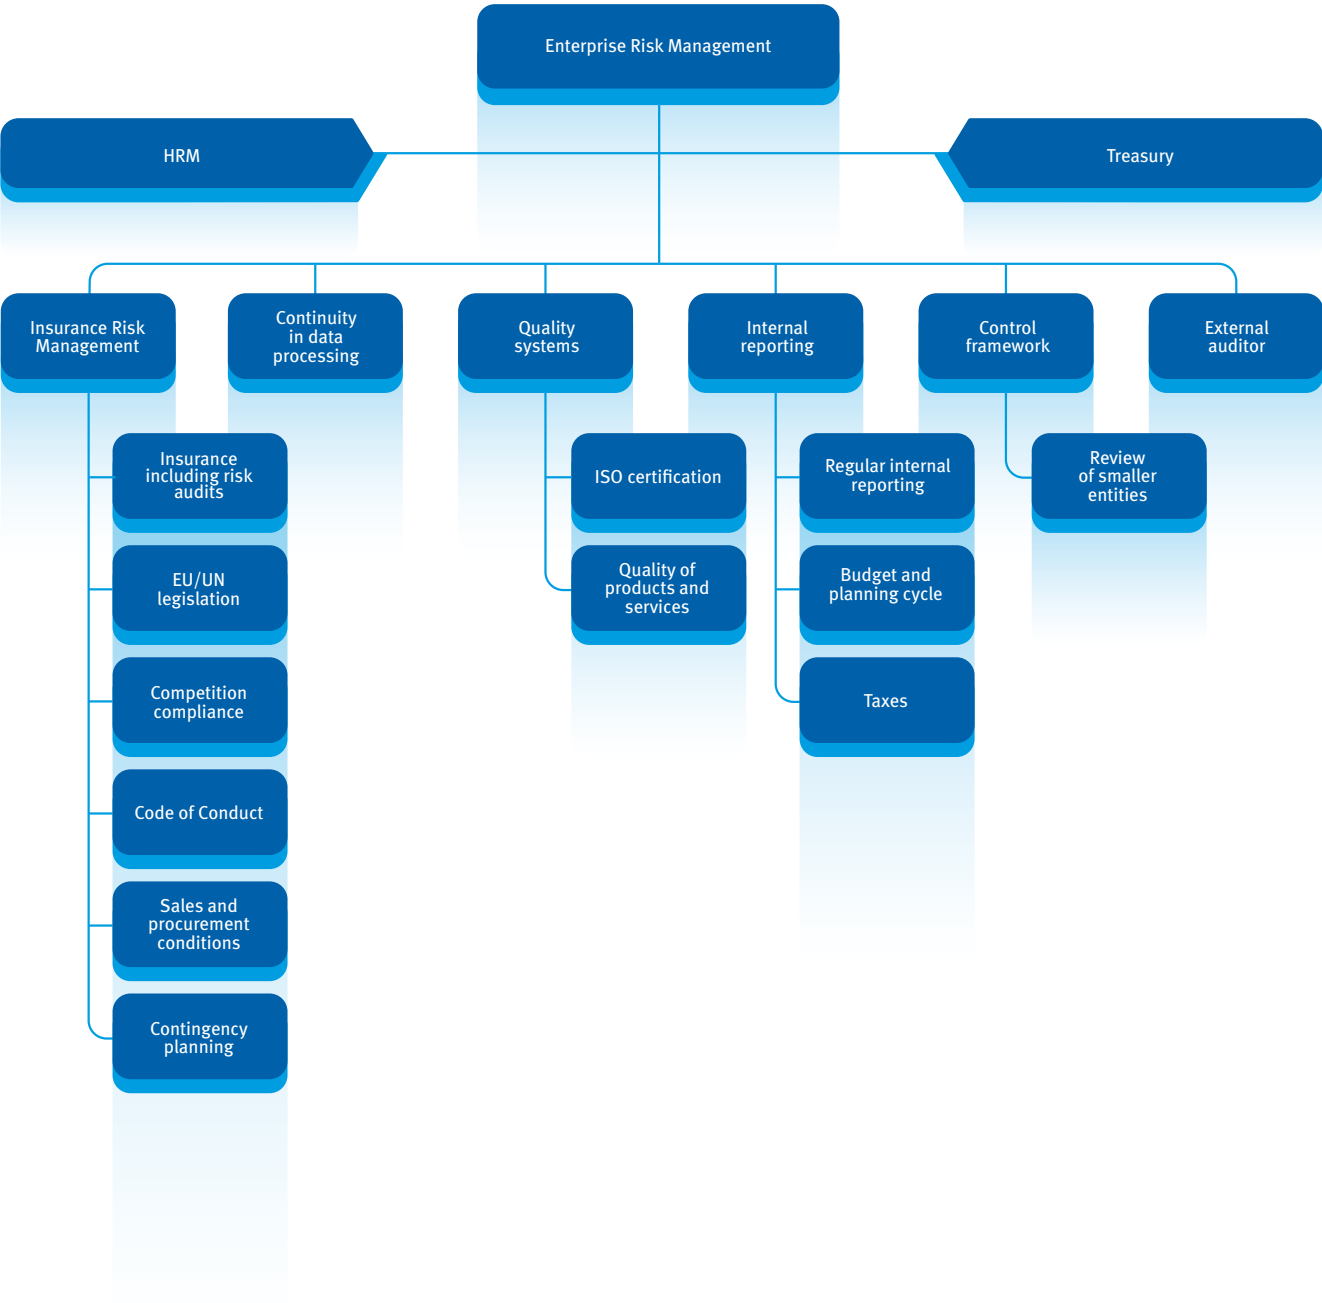 Enterprise Risk Management
HRM
Treasury
Insurance Risk
Management
Continuity
in data
processing
Quality
systems
Internal
reporting
Control
framework
External
auditor
Insurance
including risk
audits
EU/UN
legislation
Competition
compliance
Code of Conduct
Sales and
procurement
conditions
Contingency
planning
ISO certification
Quality of
products and
services
Regular internal
reporting
Budget and
planning cycle
Taxes
Review
of smaller
entities